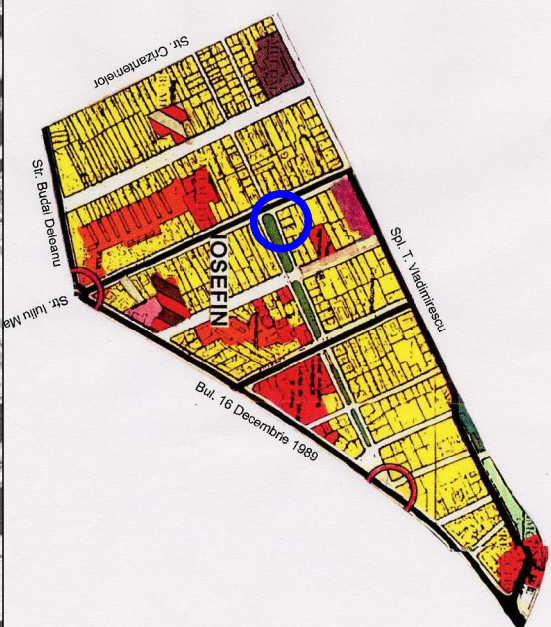 Str. Crizantemelor
Str. Budai Deleanu
Spl. T. Vladimirescu
IOSEFIN
Str. Iuliu Ma
Bul. 16 Decembrie 1989